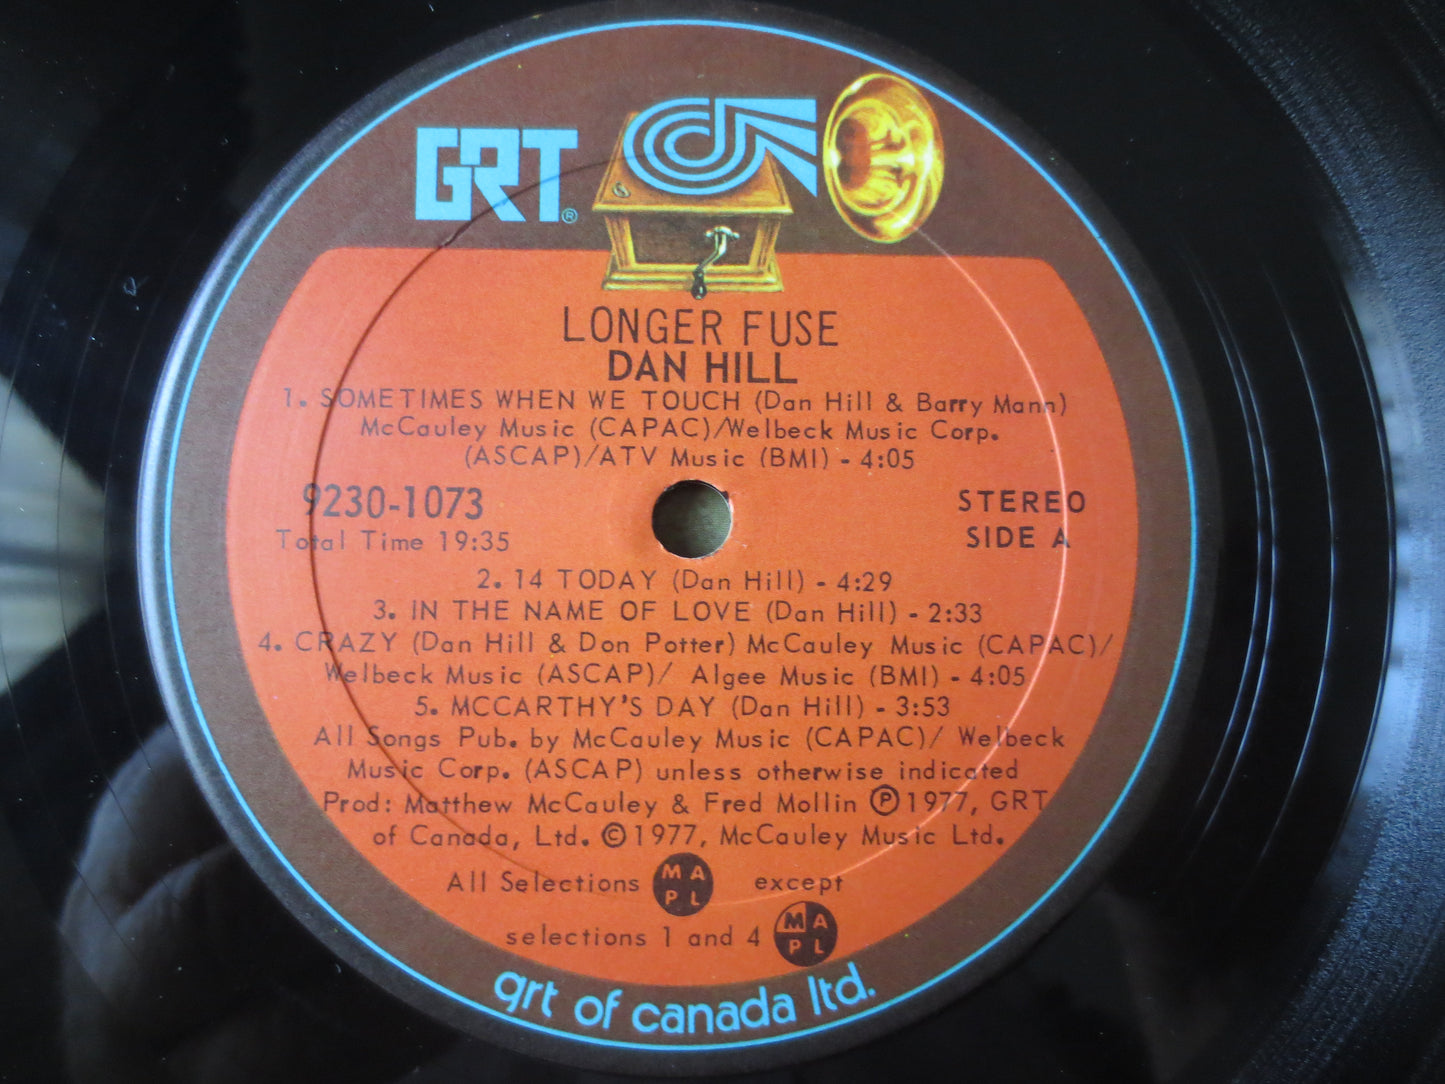 GRT®
LONGER FUSE
DAN HILL
1. SOMETIMES WHEN WE TOUCH (Dan Hill & Barry Mann)
McCauley Music (CAPAC)/Welbeck Music Corp.
(ASCAP)/ATV Music (BMI) - 4:05
9230-1073
Total Time 19:35
STEREO
SIDE A
2. 14 TODAY (Dan Hill) - 4:29
3. IN THE NAME OF LOVE (Dan Hill) - 2:33
4. CRAZY (Dan Hill & Don Potter) McCauley Music (CAPAC)/
Welbeck Music (ASCAP)/ Algee Music (BMI) - 4:05
5. MCCARTHY'S DAY (Dan Hill) - 3:53
All Songs Pub. by McCauley Music (CAPAC)/ Welbeck
Music Corp. (ASCAP) unless otherwise indicated
Prod: Matthew McCauley & Fred Mollin ℗1977, GRT
of Canada, Ltd. ©1977, McCauley Music Ltd.
All Selections MAPL except
selections 1 and 4 MAPL
grt of canada ltd.